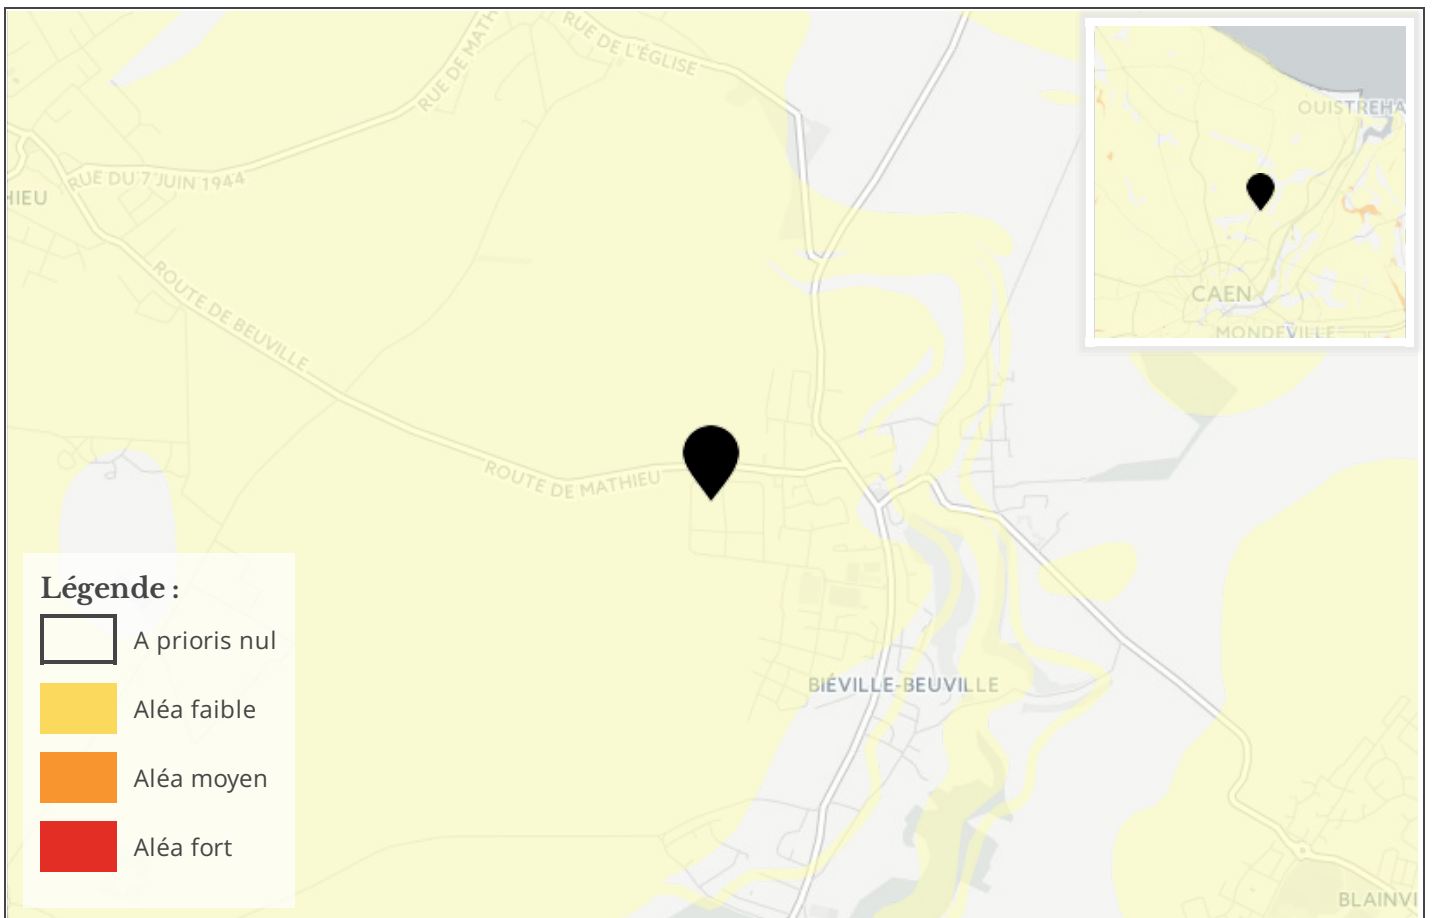 RUE DE MATH
RUE DE L'ÉGLISE
OUISTREHA
RUE DU 7 JUIN 1944
HIEU
ROUTE DE BEUVILLE
CAEN
MONDEVILLE
ROUTE DE MATHIEU
Légende :
A prioris nul
Aléa faible
Aléa moyen
Aléa fort
BIÉVILLE-BEUVILLE
BLAINVI